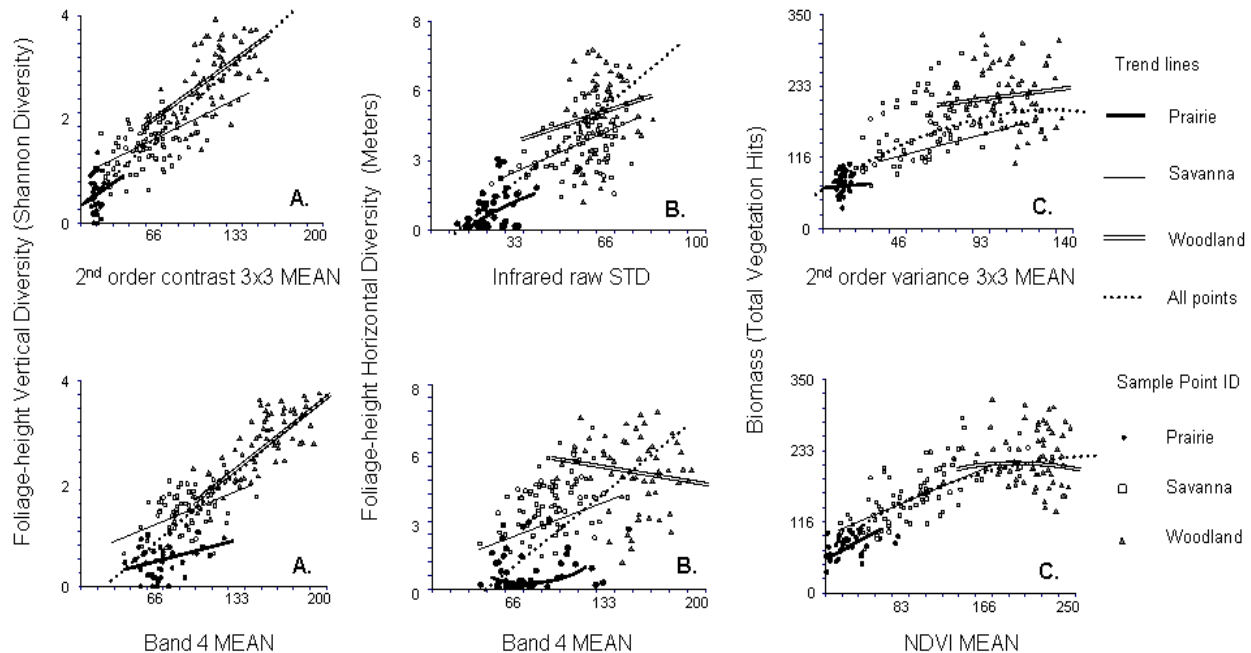 Foliage-height Vertical Diversity (Shannon Diversity)
4
2
0
66 133 200
A.
2nd order contrast 3x3 MEAN
Foliage-height Horizontal Diversity (Meters)
8
6
3
0
33 66 100
B.
Infrared raw STD
Biomass (Total Vegetation Hits)
350
233
116
0
46 93 140
C.
2nd order variance 3x3 MEAN
Trend lines
Prairie
Savanna
Woodland
All points
4
2
0
66 133 200
A.
Band 4 MEAN
8
6
3
0
66 133 200
B.
Band 4 MEAN
350
233
116
0
83 166 250
C.
NDVI MEAN
Sample Point ID
Prairie
Savanna
Woodland